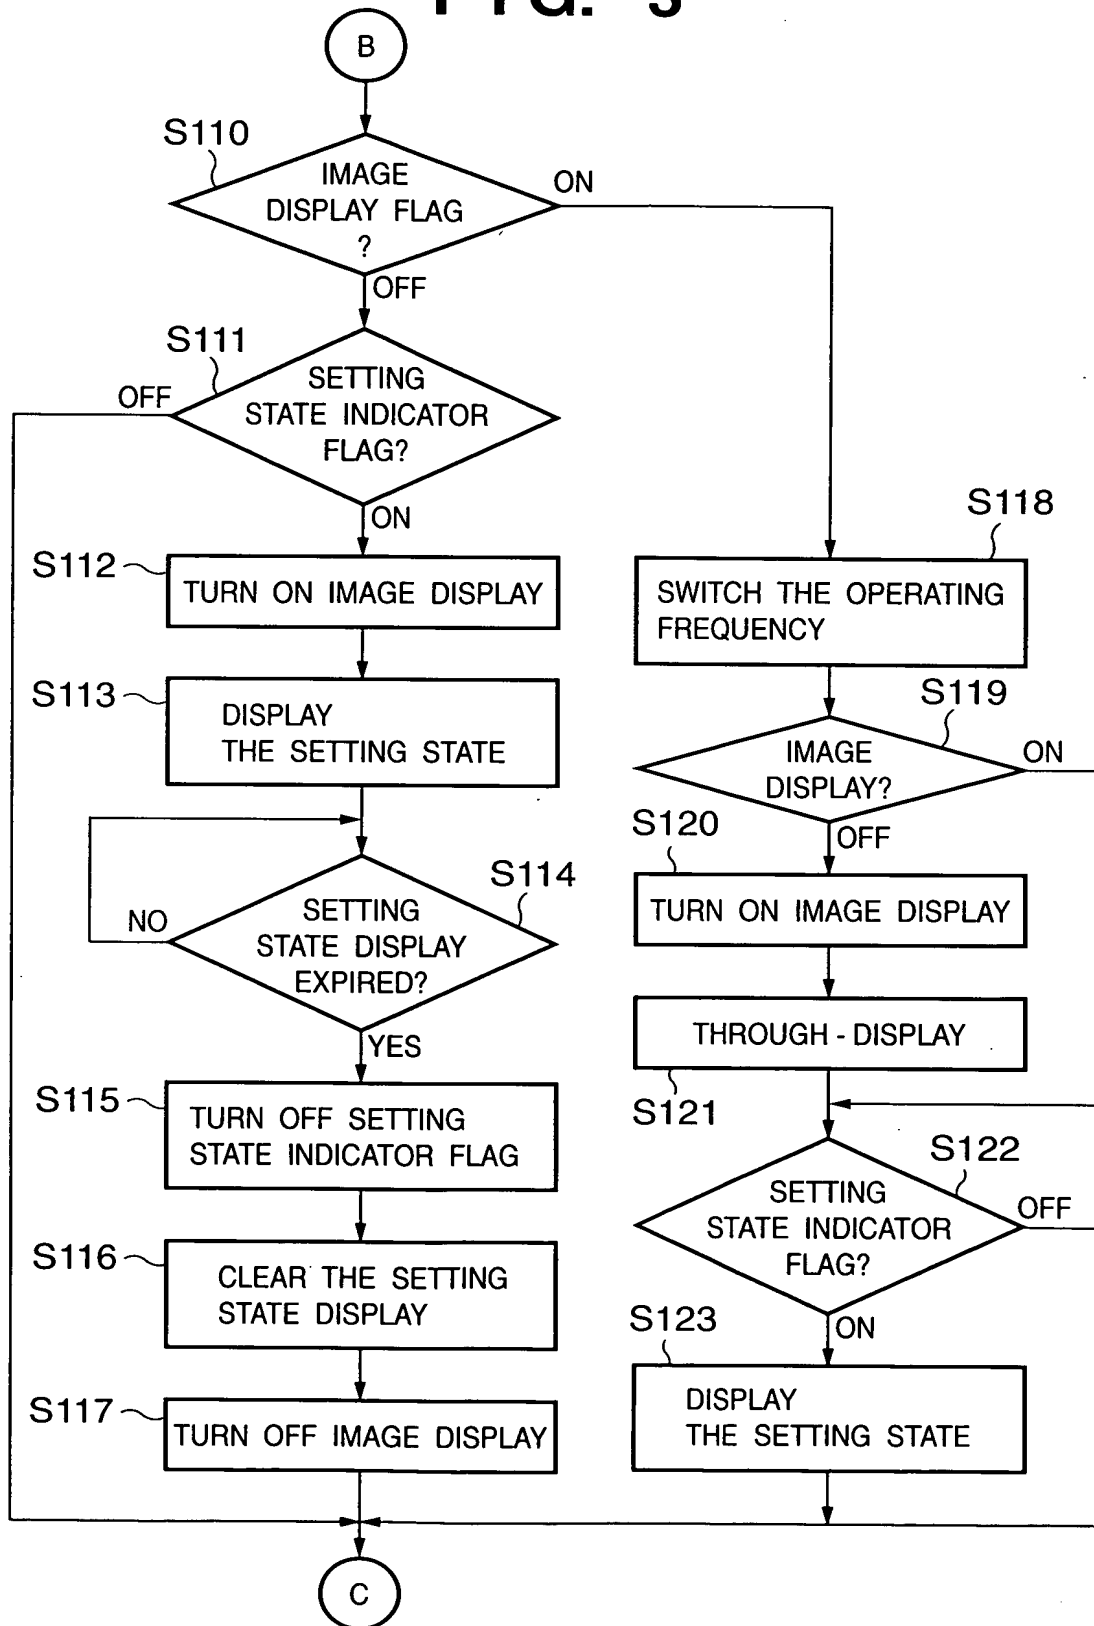 FIG. 3
B
S110
IMAGE
DISPLAY FLAG
?
ON
OFF
S111
SETTING
STATE INDICATOR
FLAG?
OFF
ON
S112
TURN ON IMAGE DISPLAY
S113
DISPLAY
THE SETTING STATE
S114
SETTING
STATE DISPLAY
EXPIRED?
NO
YES
S115
TURN OFF SETTING
STATE INDICATOR FLAG
S116
CLEAR THE SETTING
STATE DISPLAY
S117
TURN OFF IMAGE DISPLAY
S118
SWITCH THE OPERATING
FREQUENCY
S119
IMAGE
DISPLAY?
ON
OFF
S120
TURN ON IMAGE DISPLAY
THROUGH - DISPLAY
S121
S122
SETTING
STATE INDICATOR
FLAG?
OFF
ON
S123
DISPLAY
THE SETTING STATE
C